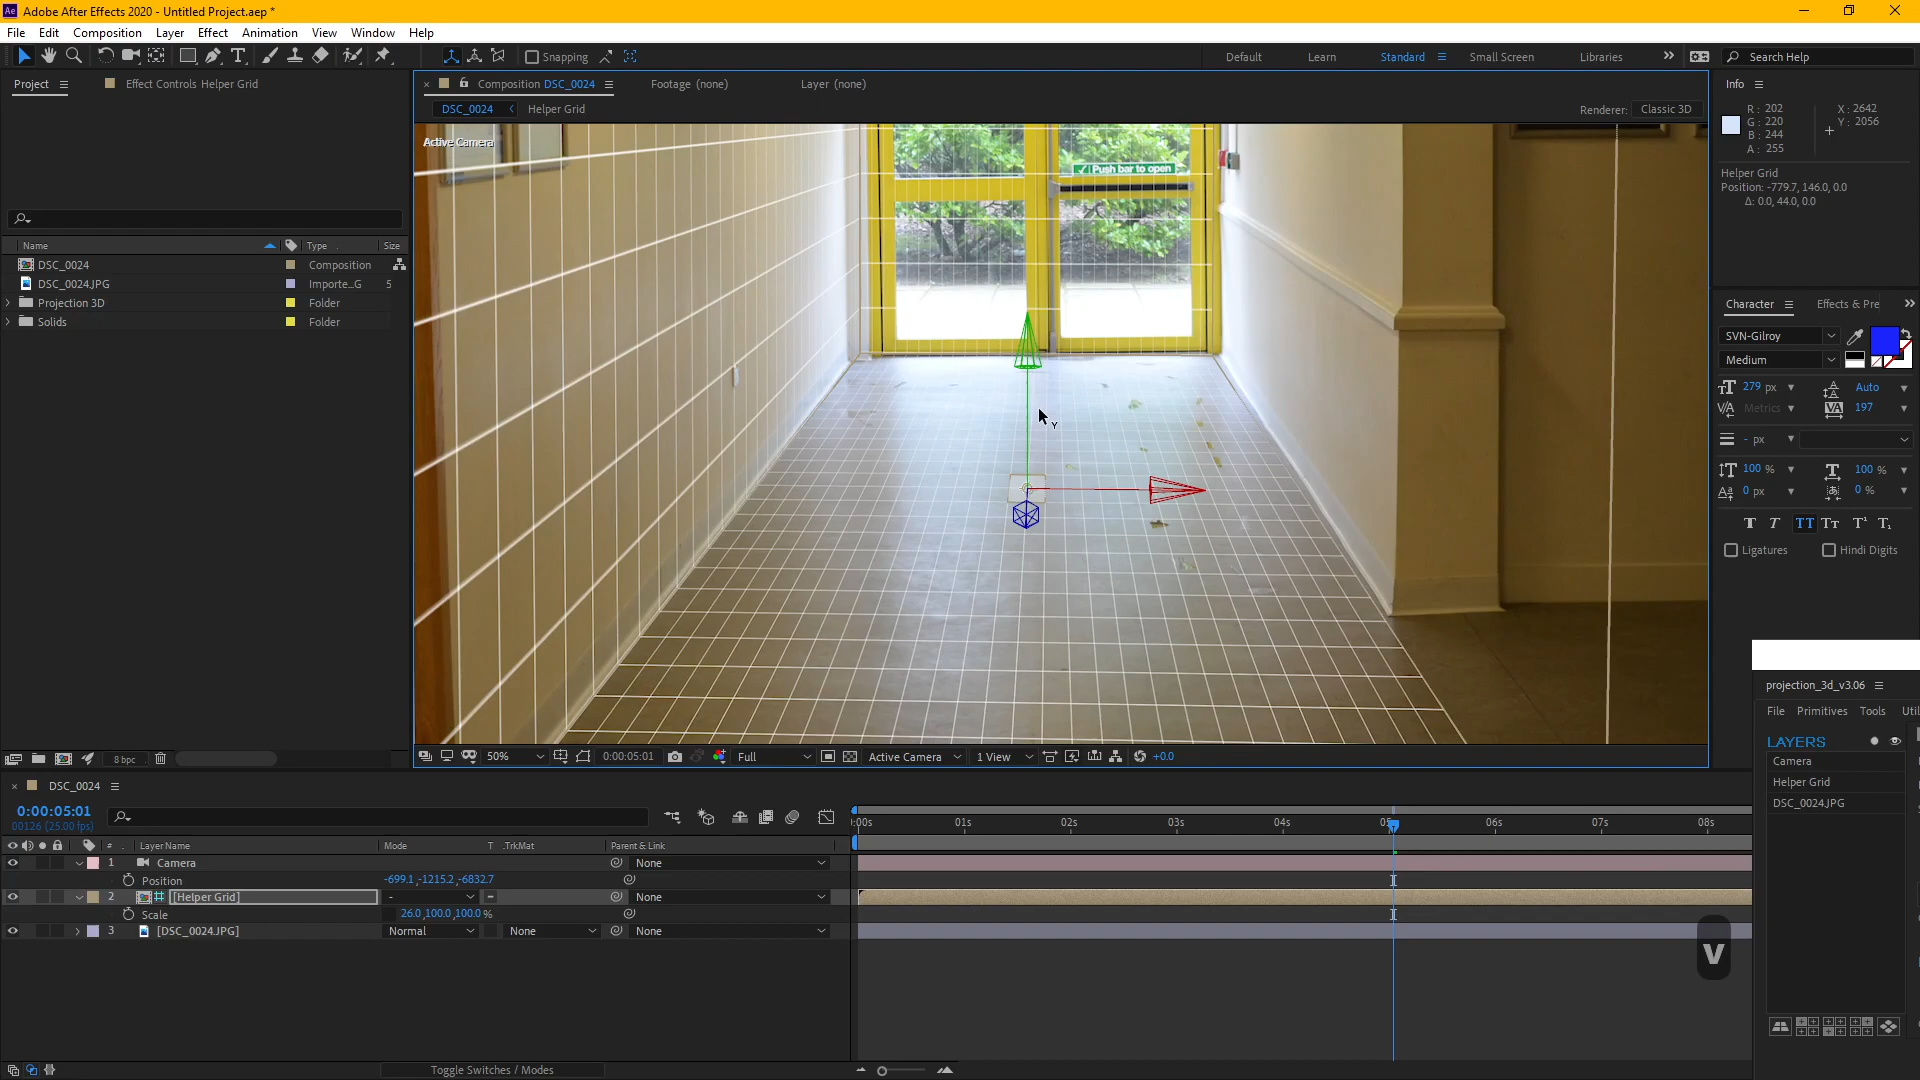 Adobe After Effects 2020 - Untitled Project.aep *
File Edit Composition Layer Effect Animation View Window Help
Snapping
Default Learn Standard Small Screen Libraries Search Help
Project
Effect Controls Helper Grid
Composition DSC_0024
Footage (none)
Layer (none)
DSC_0024 Helper Grid
Renderer: Classic 3D
Active Camera
Push bar to open
Name Type Size
DSC_0024 Composition
DSC_0024.JPG Importe...G 5
Projection 3D Folder
Solids Folder
8 bpc
50% 0:00:05:01 Full Active Camera 1 View +0.0
Info
R: 202
G: 220
B: 244
A: 255
X: 2642
Y: 2056
Helper Grid
Position: -779.7, 146.0, 0.0
Δ: 0.0, 44.0, 0.0
Character Effects & Pre
SVN-Gilroy
Medium
279 px Auto
Metrics 197
- px
100 % 100 %
0 px 0 %
Ligatures Hindi Digits
projection_3d_v3.06
File Primitives Tools Uti
LAYERS
Camera
Helper Grid
DSC_0024.JPG
DSC_0024
0:00:05:01
00126 (25.00 fps)
:00s 01s 02s 03s 04s 06s 07s 08s
# Layer Name Mode T .TrkMat Parent & Link
1 Camera None
Position -699.1,-1215.2,-6832.7
2 [Helper Grid] - None
Scale 26.0,100.0,100.0 %
3 [DSC_0024.JPG] Normal None None
Toggle Switches / Modes
V